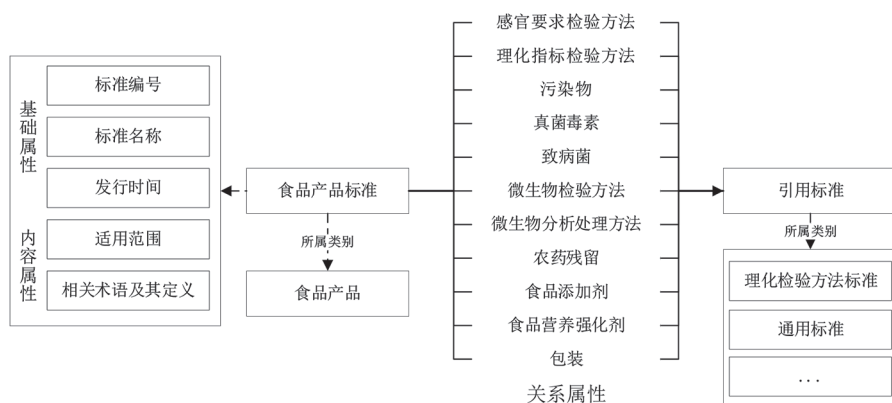 基础属性
标准编号
标准名称
发行时间
内容属性
适用范围
相关术语及其定义
食品产品标准
所属类别
食品产品
感官要求检验方法
理化指标检验方法
污染物
真菌毒素
致病菌
微生物检验方法
微生物分析处理方法
农药残留
食品添加剂
食品营养强化剂
包装
关系属性
引用标准
所属类别
理化检验方法标准
通用标准
...